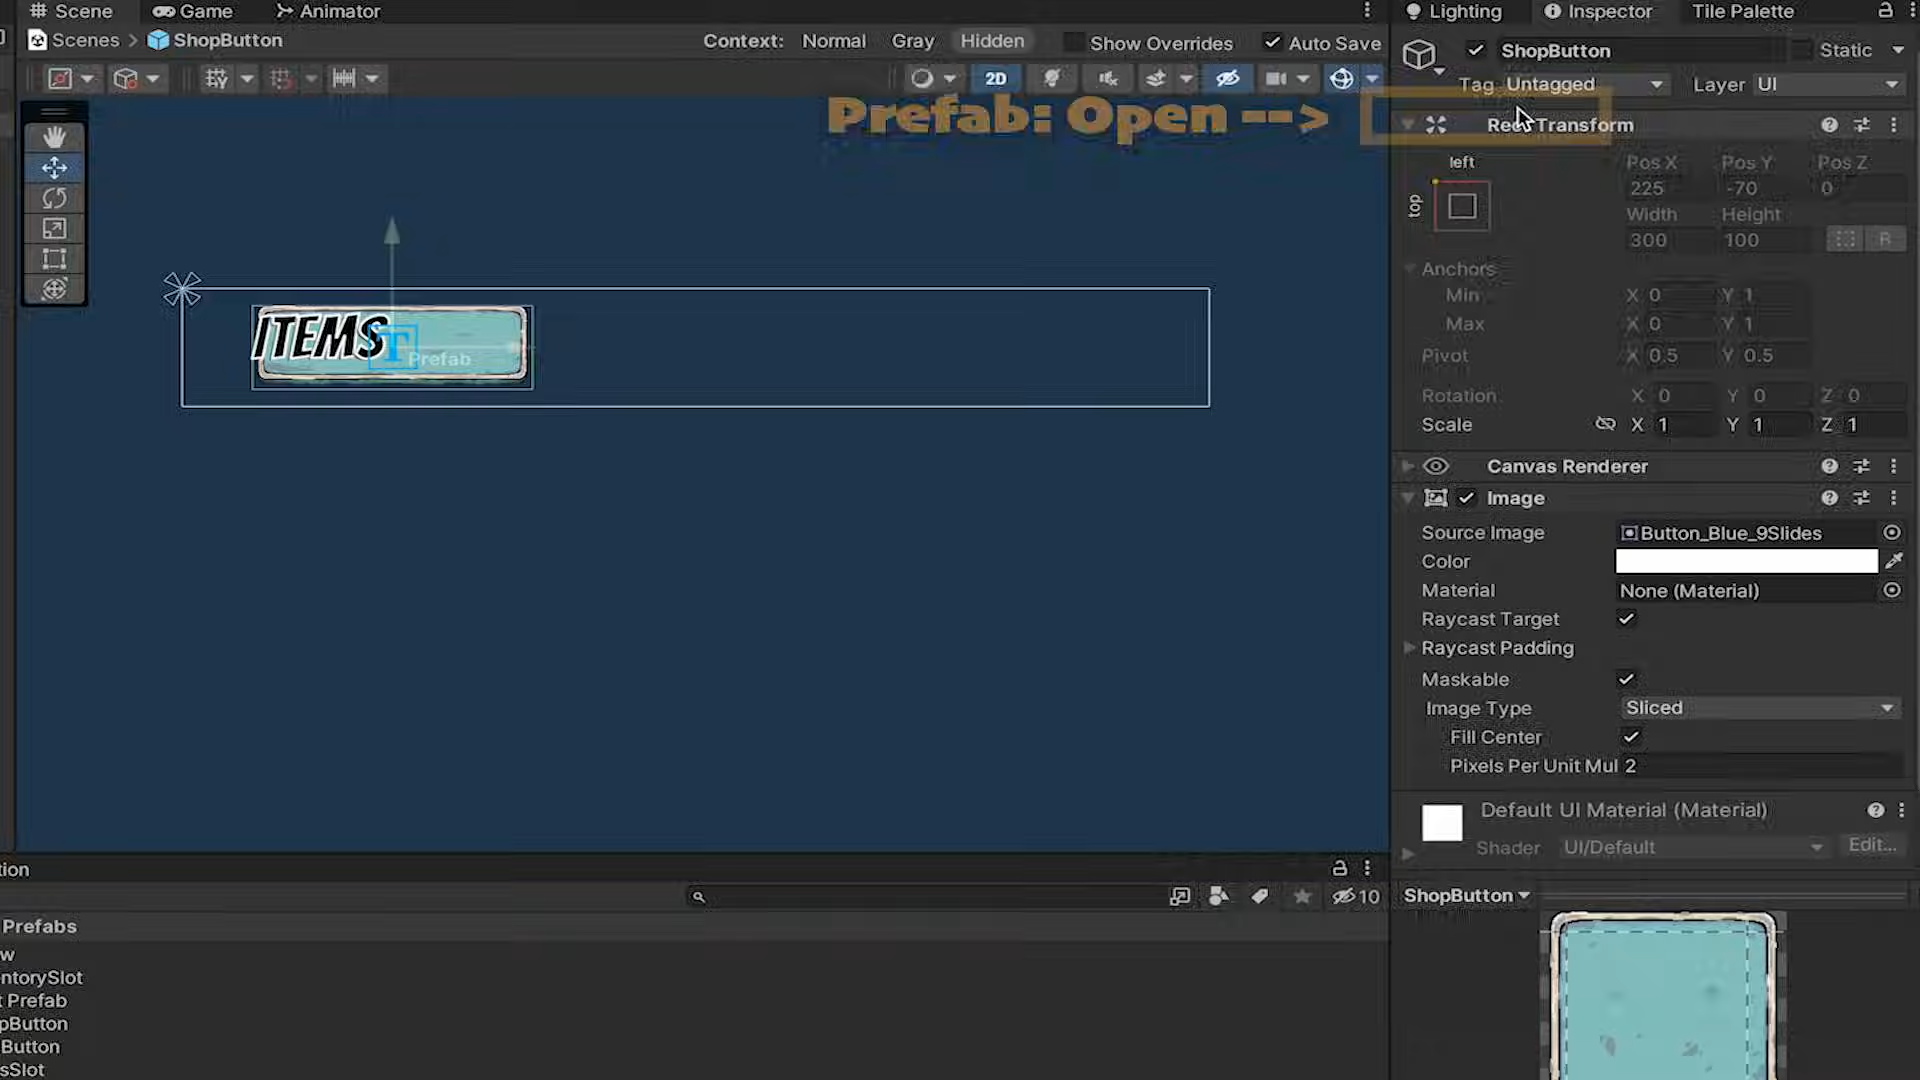 Scene Game Animator
Lighting Inspector Tile Palette
Scenes > ShopButton
Context: Normal Gray Hidden Show Overrides Auto Save
ShopButton Static
2D
Tag Untagged Layer UI
Prefab: Open -->
Rect Transform
left
top
Pos X Pos Y Pos Z
225 -70 0
Width Height
300 100
R
Anchors
Min X 0 Y 1
Max X 0 Y 1
Pivot X 0.5 Y 0.5
Rotation X 0 Y 0 Z 0
Scale X 1 Y 1 Z 1
ITEMS
T
Prefab
Canvas Renderer
Image
Source Image Button_Blue_9Slides
Color
Material None (Material)
Raycast Target
Raycast Padding
Maskable
Image Type Sliced
Fill Center
Pixels Per Unit Mul 2
Default UI Material (Material)
Shader UI/Default Edit...
tion
10
ShopButton
Prefabs
w
ntorySlot
t Prefab
pButton
Button
sSlot